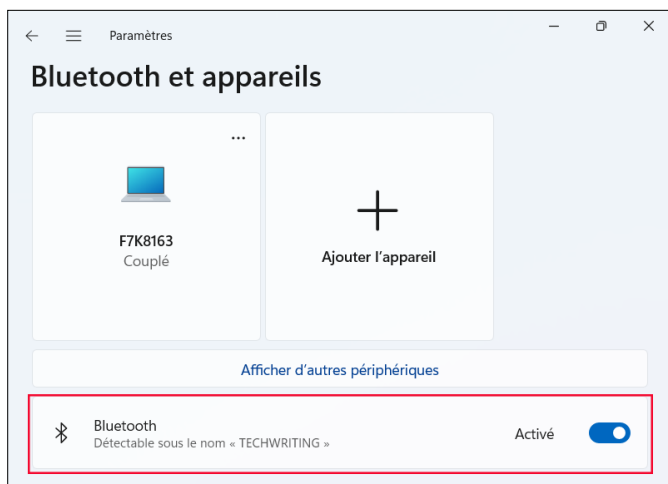 Paramètres
Bluetooth et appareils
F7K8163
Couplé
Ajouter l’appareil
Afficher d’autres périphériques
Bluetooth
Détectable sous le nom « TECHWRITING »
Activé